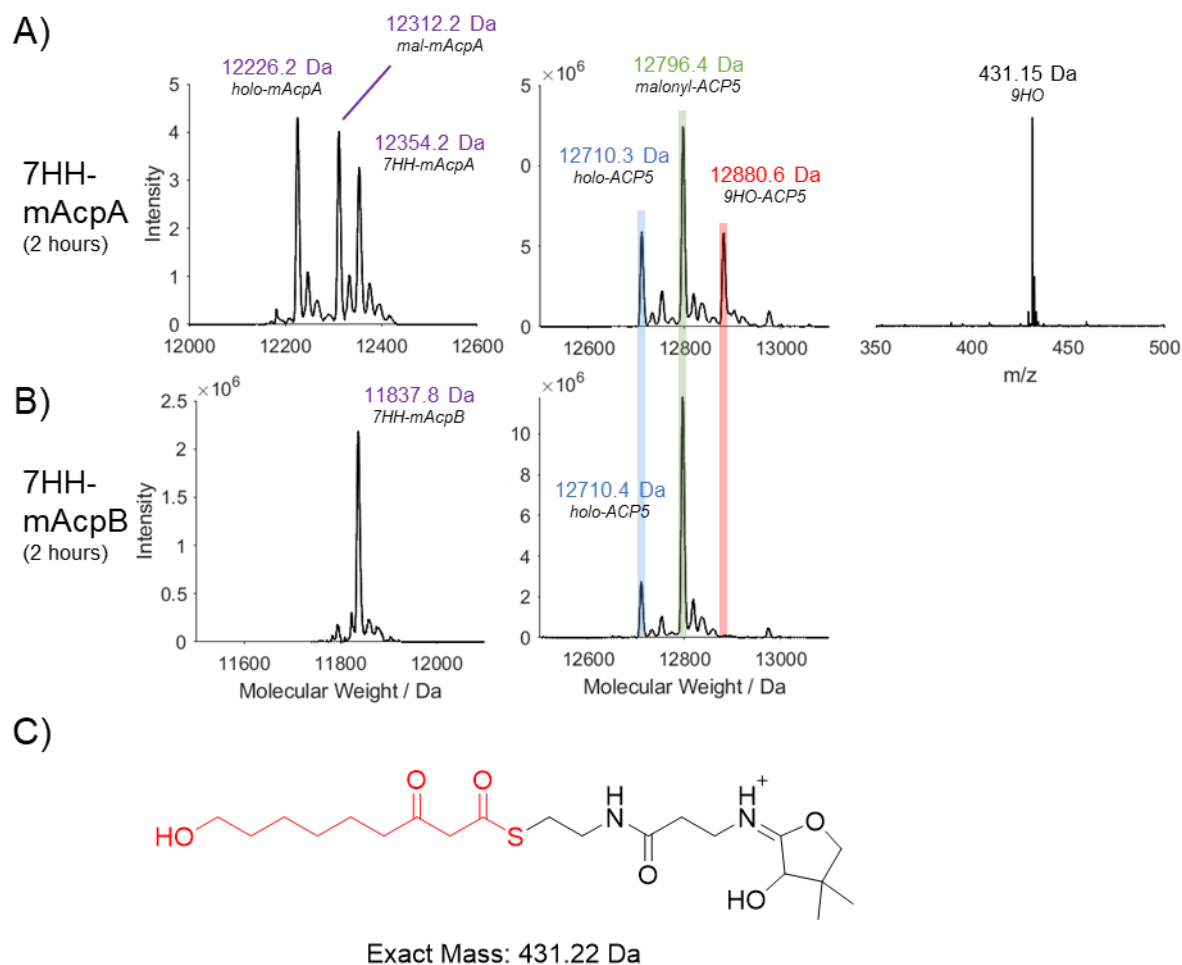 A)
7HH-
mAcpA
(2 hours)
12226.2 Da
holo-mAcpA
12312.2 Da
mal-mAcpA
12354.2 Da
7HH-mAcpA
Intensity
5
4
3
2
1
0
12000 12200 12400 12600
×10⁶
12796.4 Da
malonyl-ACP5
12710.3 Da
holo-ACP5
12880.6 Da
9HO-ACP5
0
5
0
12600 12800 13000
431.15 Da
9HO
350 400 450 500
m/z
B)
7HH-
mAcpB
(2 hours)
×10⁶
11837.8 Da
7HH-mAcpB
Intensity
2.5
2
1.5
1
0.5
0
11600 11800 12000
Molecular Weight / Da
×10⁶
12710.4 Da
holo-ACP5
10
8
6
4
2
0
12600 12800 13000
Molecular Weight / Da
C)
HO
O
O
S
H
N
O
H
N
+
O
HO
Exact Mass: 431.22 Da